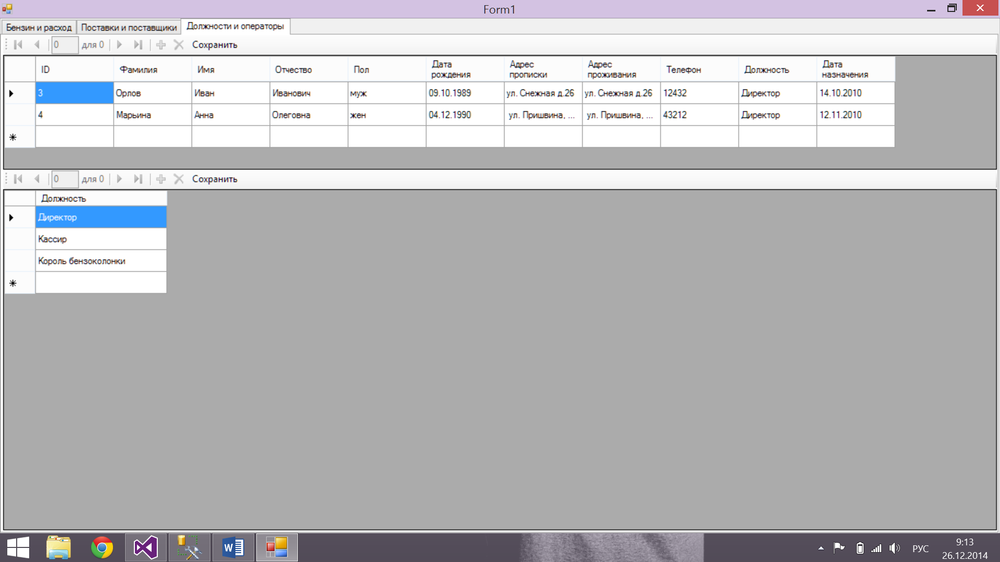 Form1
Бензин и расход Поставки и поставщики Должности и операторы
0 для 0 Сохранить
ID Фамилия Имя Отчество Пол Дата рождения Адрес прописки Адрес проживания Телефон Должность Дата назначения
3 Орлов Иван Иванович муж 09.10.1989 ул. Снежная д.26 ул. Снежная д.26 12432 Директор 14.10.2010
4 Марьина Анна Олеговна жен 04.12.1990 ул. Пришвина, ... ул. Пришвина, ... 43212 Директор 12.11.2010
0 для 0 Сохранить
Должность
Директор
Кассир
Король бензоколонки
РУС
9:13
26.12.2014